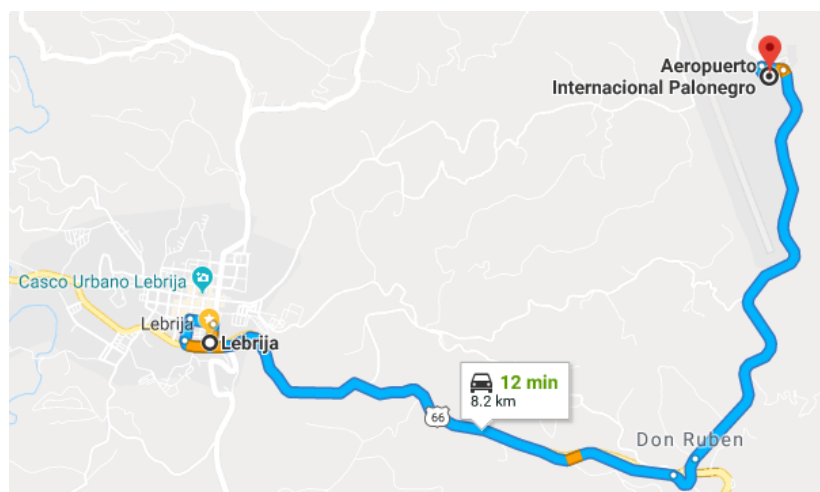 Aeropuerto
Internacional Palonegro
Casco Urbano Lebrija
Lebrija
Lebrija
12 min
8.2 km
66
Don Ruben